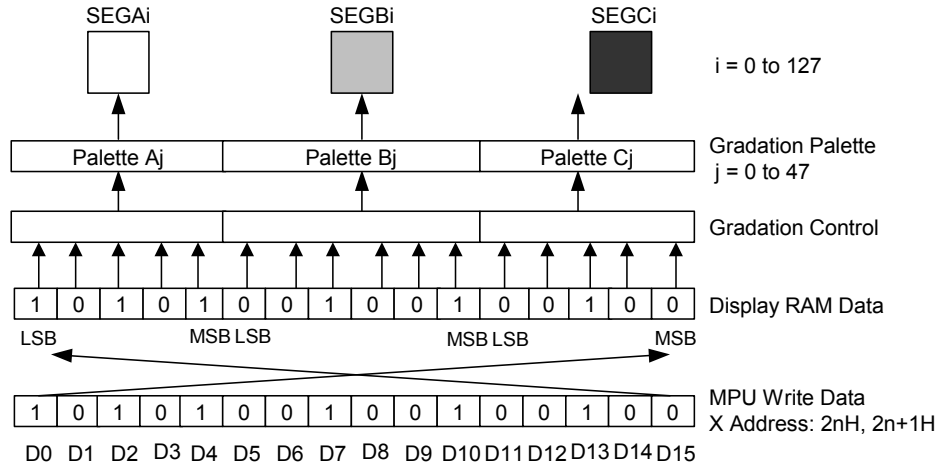 SEGAi SEGBi SEGCi
i = 0 to 127
Palette Aj Palette Bj Palette Cj
Gradation Palette
j = 0 to 47
Gradation Control
1 0 1 0 1 0 0 1 0 0 1 0 0 1 0 0
Display RAM Data
LSB MSB LSB MSB LSB MSB
1 0 1 0 1 0 0 1 0 0 1 0 0 1 0 0
MPU Write Data
X Address: 2nH, 2n+1H
D0 D1 D2 D3 D4 D5 D6 D7 D8 D9 D10 D11 D12 D13 D14 D15